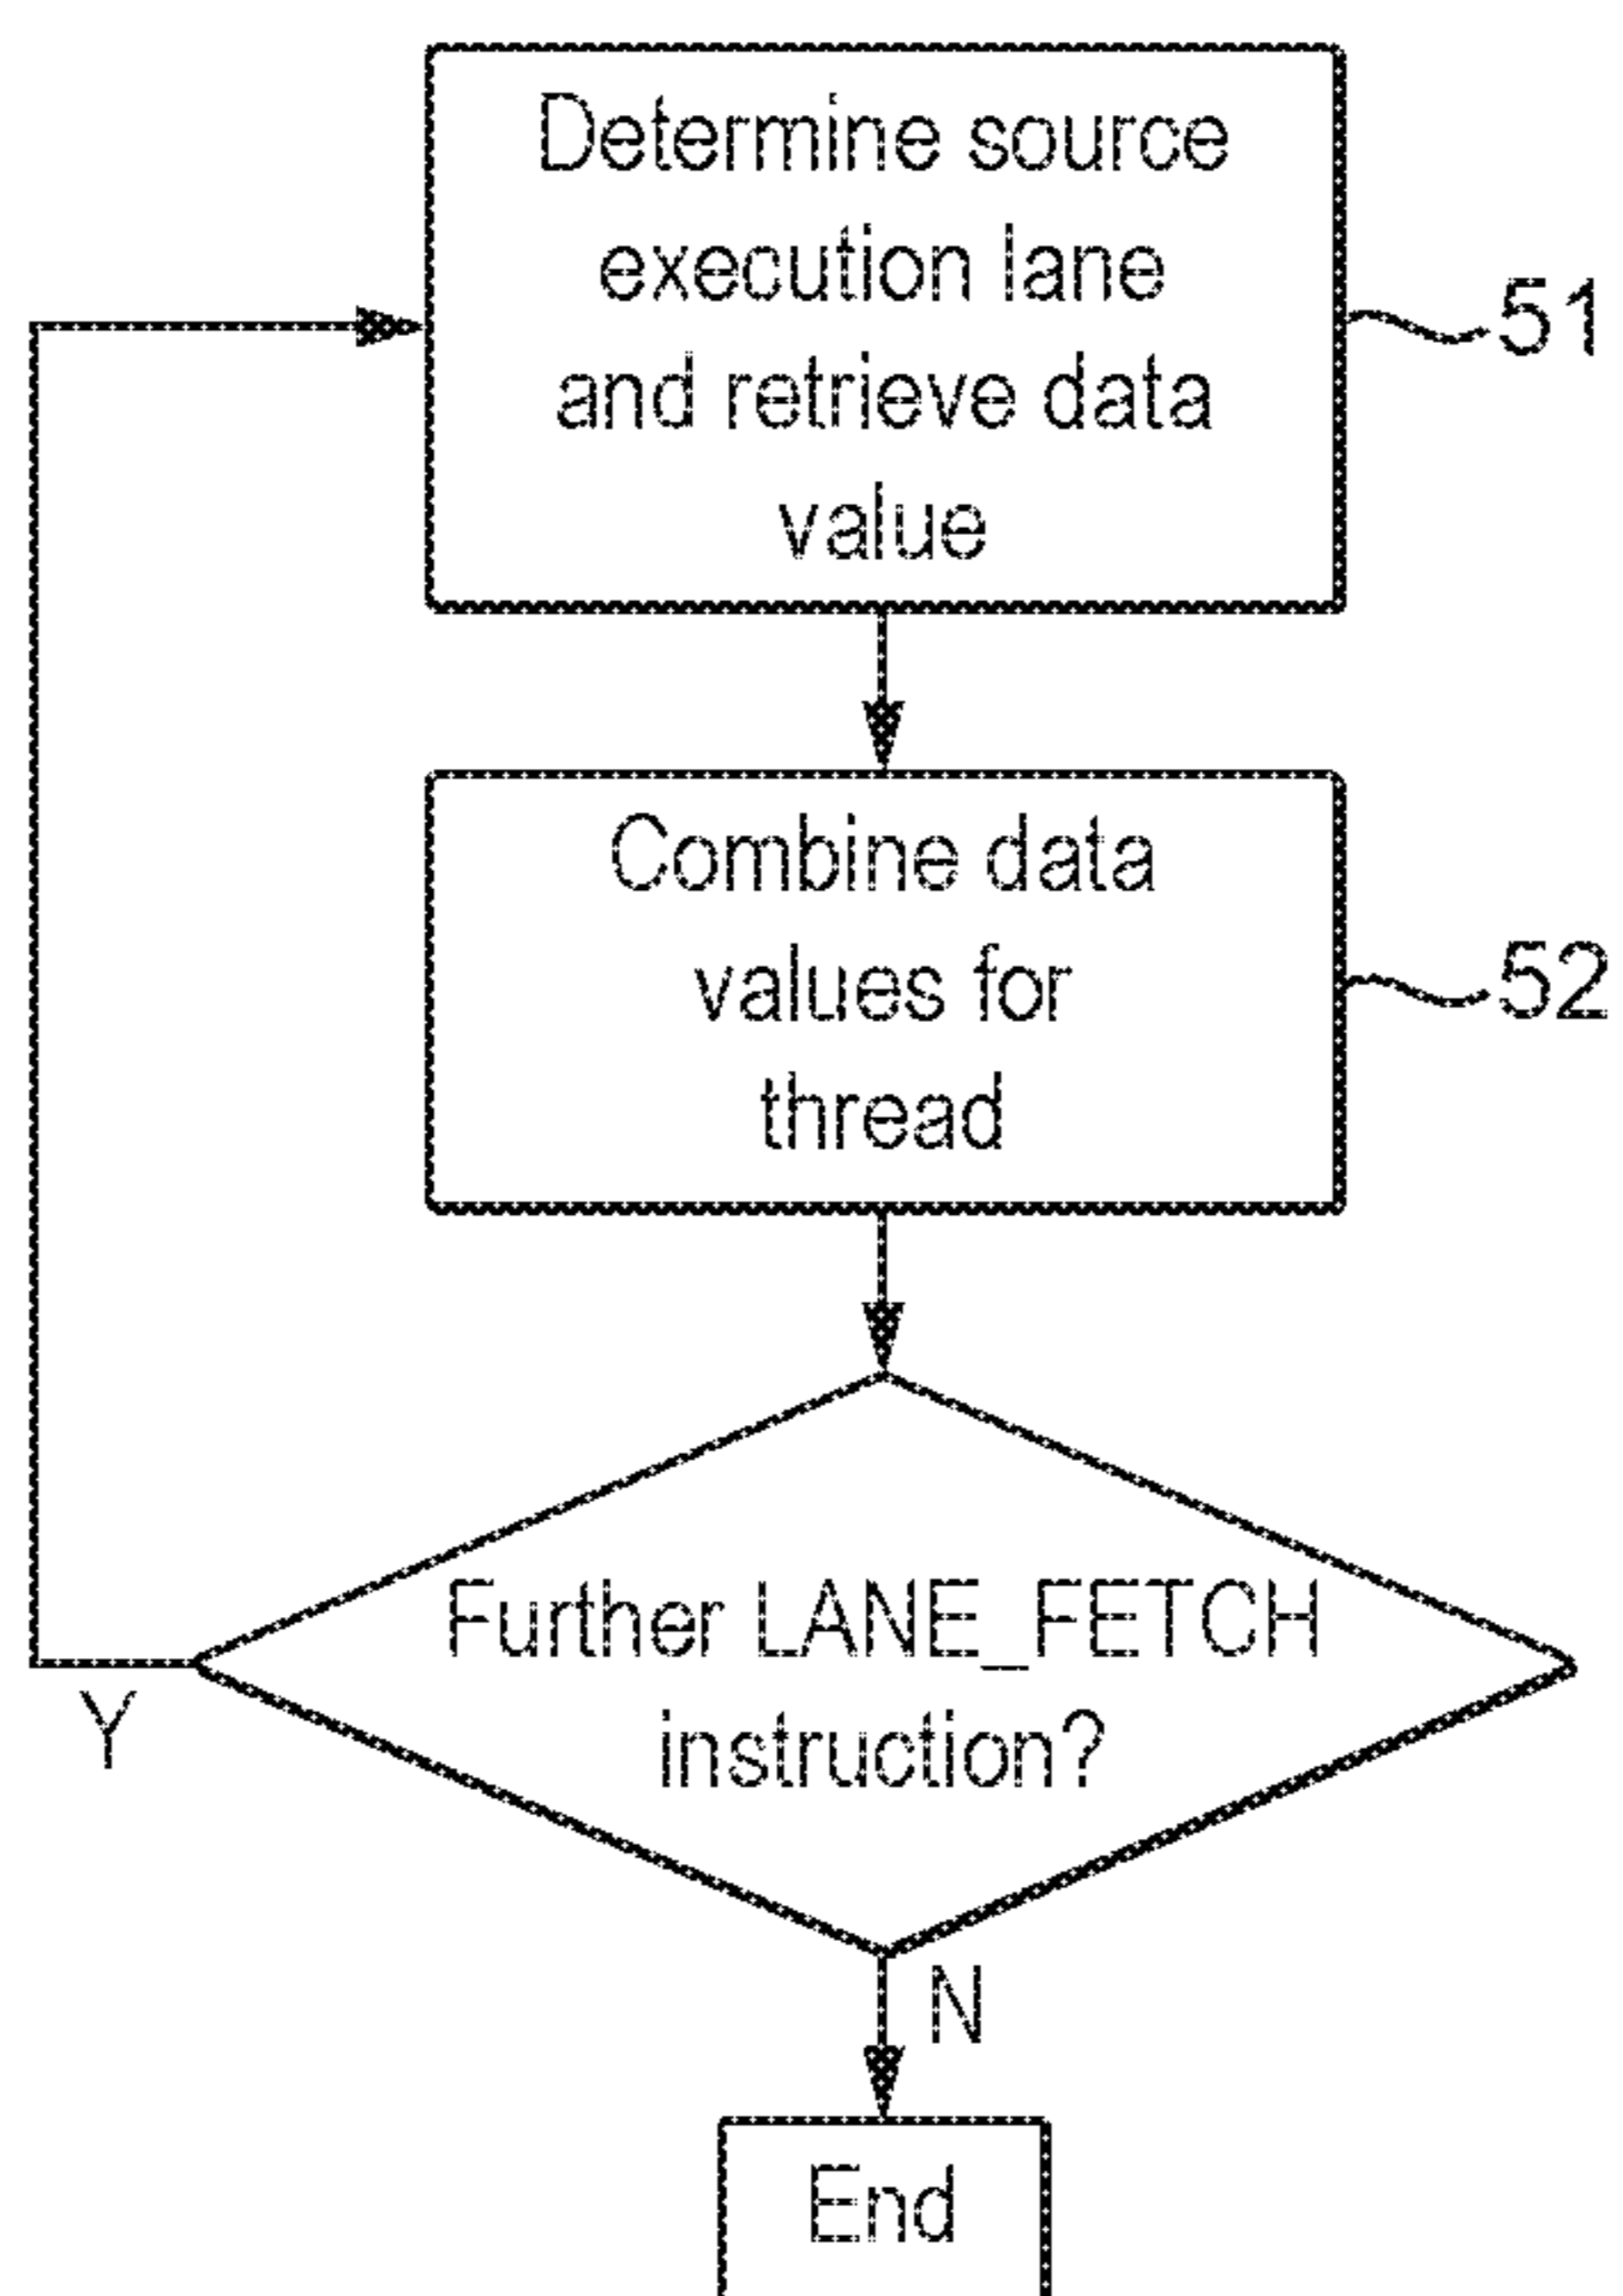 Determine source
execution lane
and retrieve data
value
51
Combine data
values for
thread
52
Further LANE_FETCH
instruction?
Y
N
End